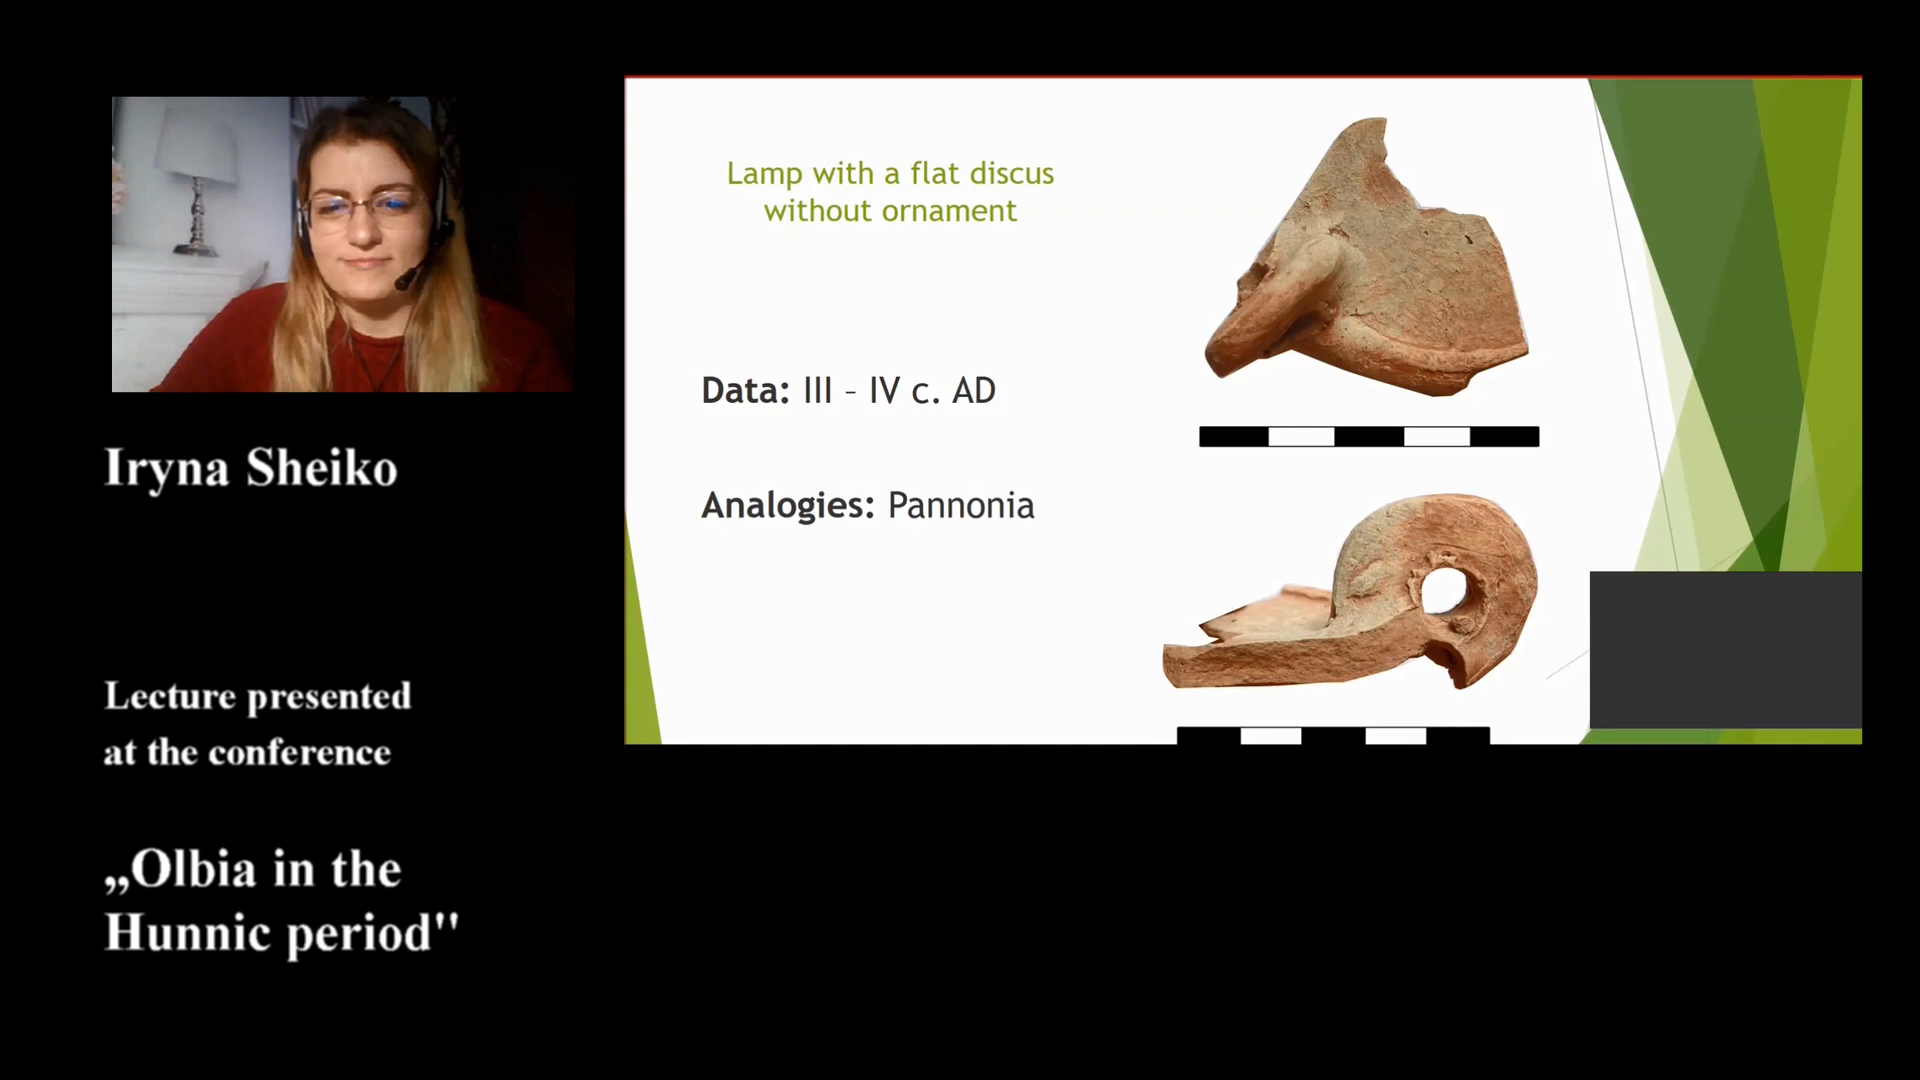 Lamp with a flat discus
without ornament
Data: III – IV c. AD
Analogies: Pannonia
Iryna Sheiko
Lecture presented
at the conference
„Olbia in the
Hunnic period"